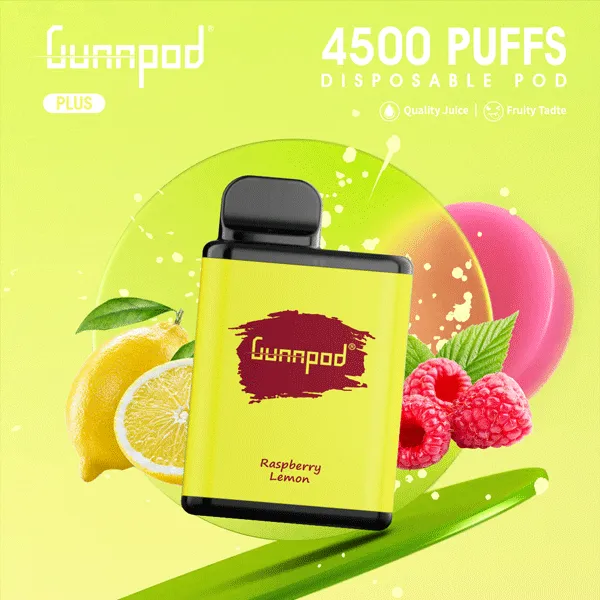 Gunnpod®
PLUS
4500 PUFFS
DISPOSABLE POD
Quality Juice | Fruity Tadte
Gunnpod®
Raspberry
Lemon